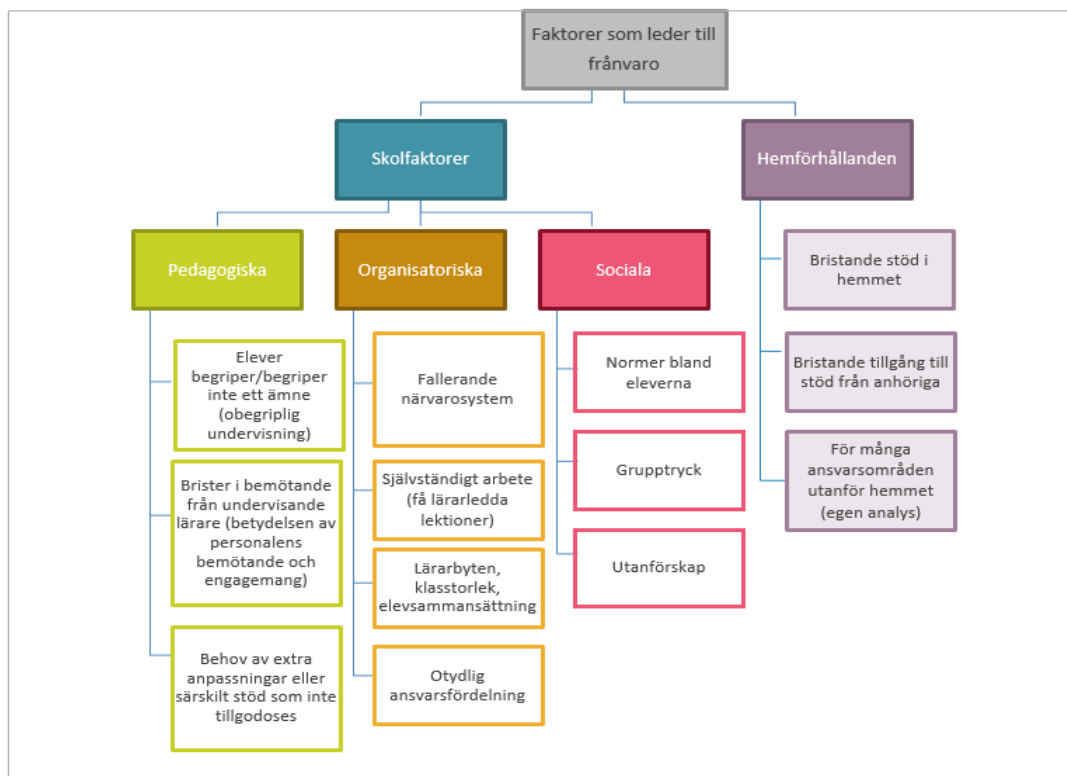 Faktorer som leder till
frånvaro
Skolfaktorer
Hemförhållanden
Pedagogiska
Organisatoriska
Sociala
Elever
begriper/begriper
inte ett ämne
(obegriplig
undervisning)
Brister i bemötande
från undervisande
lärare (betydelsen av
personalens
bemötande och
engagemang)
Behov av extra
anpassningar eller
särskilt stöd som inte
tillgodoses
Fallerande
närvarosystem
Självständigt arbete
(få lärarledda
lektioner)
Lärarbyten,
klasstorlek,
elevsammansättning
Otydlig
ansvarsfördelning
Normer bland
eleverna
Grupptryck
Utanförskap
Bristande stöd i
hemmet
Bristande tillgång till
stöd från anhöriga
För många
ansvarsområden
utanför hemmet
(egen analys)